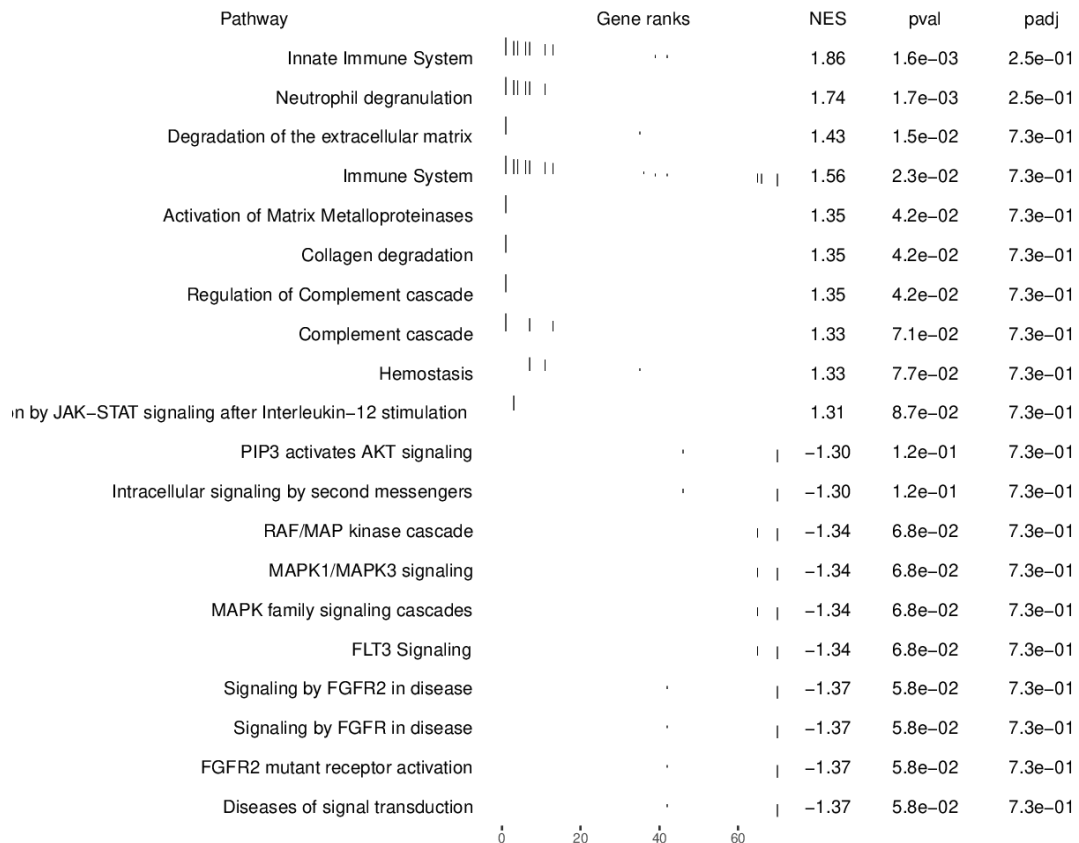 Pathway Gene ranks NES pval padj
Innate Immune System 1.86 1.6e−03 2.5e−01
Neutrophil degranulation 1.74 1.7e−03 2.5e−01
Degradation of the extracellular matrix 1.43 1.5e−02 7.3e−01
Immune System 1.56 2.3e−02 7.3e−01
Activation of Matrix Metalloproteinases 1.35 4.2e−02 7.3e−01
Collagen degradation 1.35 4.2e−02 7.3e−01
Regulation of Complement cascade 1.35 4.2e−02 7.3e−01
Complement cascade 1.33 7.1e−02 7.3e−01
Hemostasis 1.33 7.7e−02 7.3e−01
by JAK−STAT signaling after Interleukin−12 stimulation 1.31 8.7e−02 7.3e−01
PIP3 activates AKT signaling −1.30 1.2e−01 7.3e−01
Intracellular signaling by second messengers −1.30 1.2e−01 7.3e−01
RAF/MAP kinase cascade −1.34 6.8e−02 7.3e−01
MAPK1/MAPK3 signaling −1.34 6.8e−02 7.3e−01
MAPK family signaling cascades −1.34 6.8e−02 7.3e−01
FLT3 Signaling −1.34 6.8e−02 7.3e−01
Signaling by FGFR2 in disease −1.37 5.8e−02 7.3e−01
Signaling by FGFR in disease −1.37 5.8e−02 7.3e−01
FGFR2 mutant receptor activation −1.37 5.8e−02 7.3e−01
Diseases of signal transduction −1.37 5.8e−02 7.3e−01
0 20 40 60